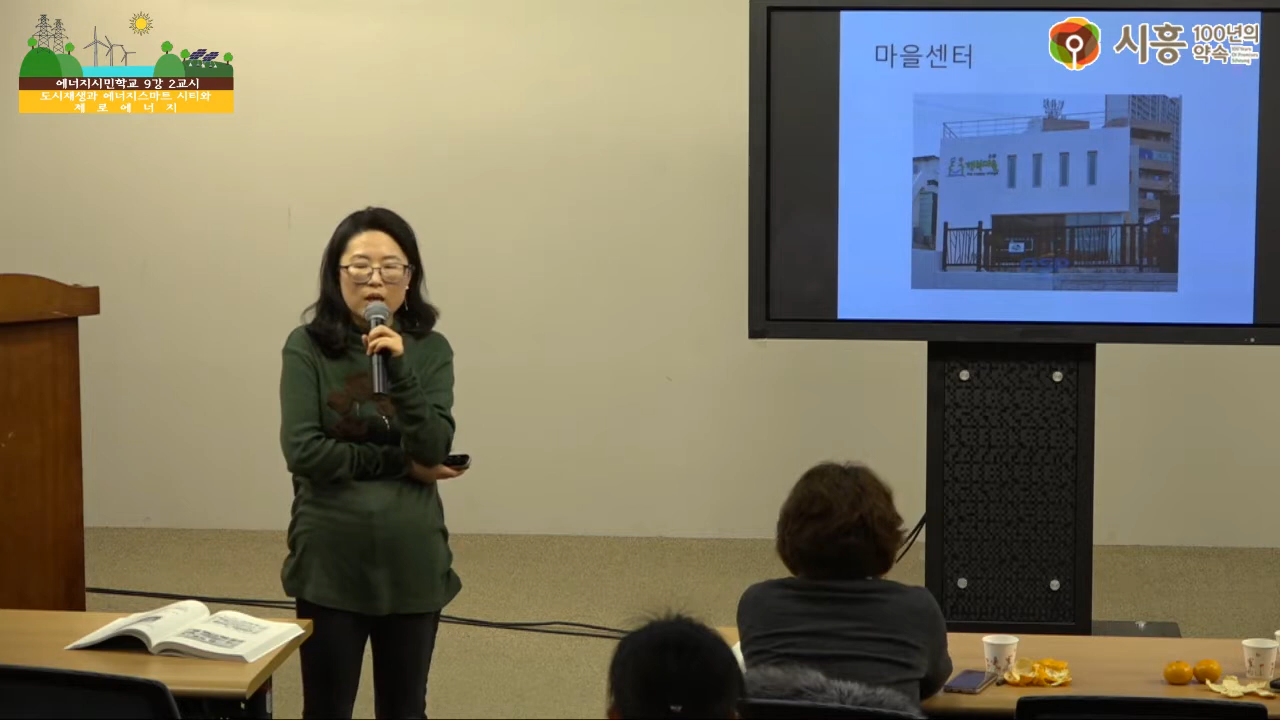 에너지시민학교 9강 2교시
도시재생과 에너지스마트 시티와
제 로 에 너 지
마을센터
시흥 100년의
약속